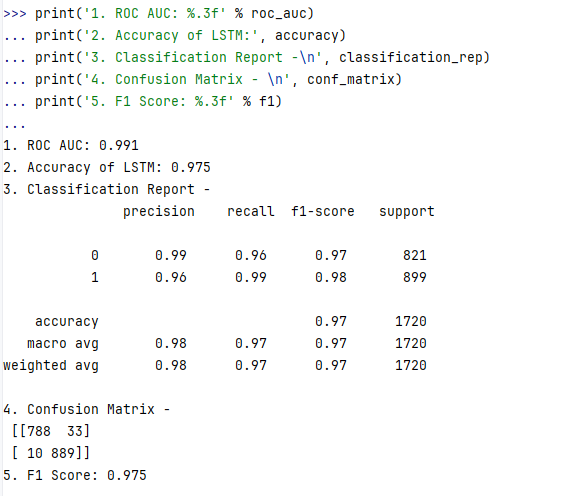 >>> print('1. ROC AUC: %.3f' % roc_auc)
... print('2. Accuracy of LSTM:', accuracy)
... print('3. Classification Report -\n', classification_rep)
... print('4. Confusion Matrix - \n', conf_matrix)
... print('5. F1 Score: %.3f' % f1)
...
1. ROC AUC: 0.991
2. Accuracy of LSTM: 0.975
3. Classification Report -
precision recall f1-score support
0 0.99 0.96 0.97 821
1 0.96 0.99 0.98 899
accuracy 0.97 1720
macro avg 0.98 0.97 0.97 1720
weighted avg 0.98 0.97 0.97 1720
4. Confusion Matrix -
[[788 33]
[ 10 889]]
5. F1 Score: 0.975